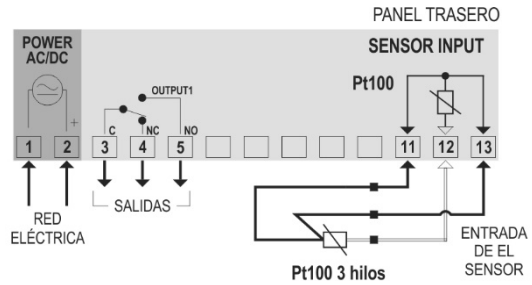 PANEL TRASERO
POWER
AC/DC
SENSOR INPUT
Pt100
OUTPUT1
+
C
NC
NO
1
2
3
4
5
11
12
13
RED
ELÉCTRICA
SALIDAS
ENTRADA
DE EL
SENSOR
Pt100 3 hilos